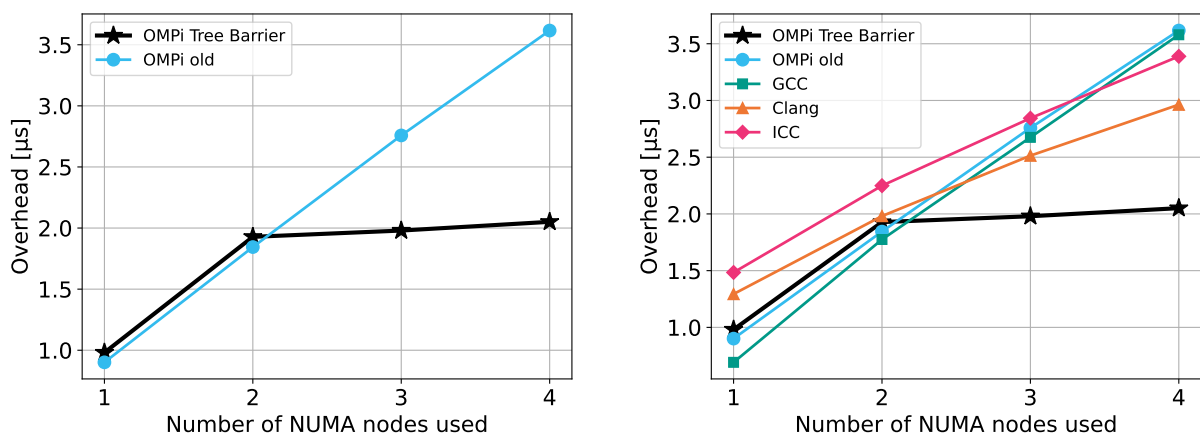 OMPi Tree Barrier
OMPi old
3.5
3.0
2.5
2.0
1.5
1.0
Overhead [µs]
1 2 3 4
Number of NUMA nodes used
OMPi Tree Barrier
OMPi old
GCC
Clang
ICC
3.5
3.0
2.5
2.0
1.5
1.0
Overhead [µs]
1 2 3 4
Number of NUMA nodes used